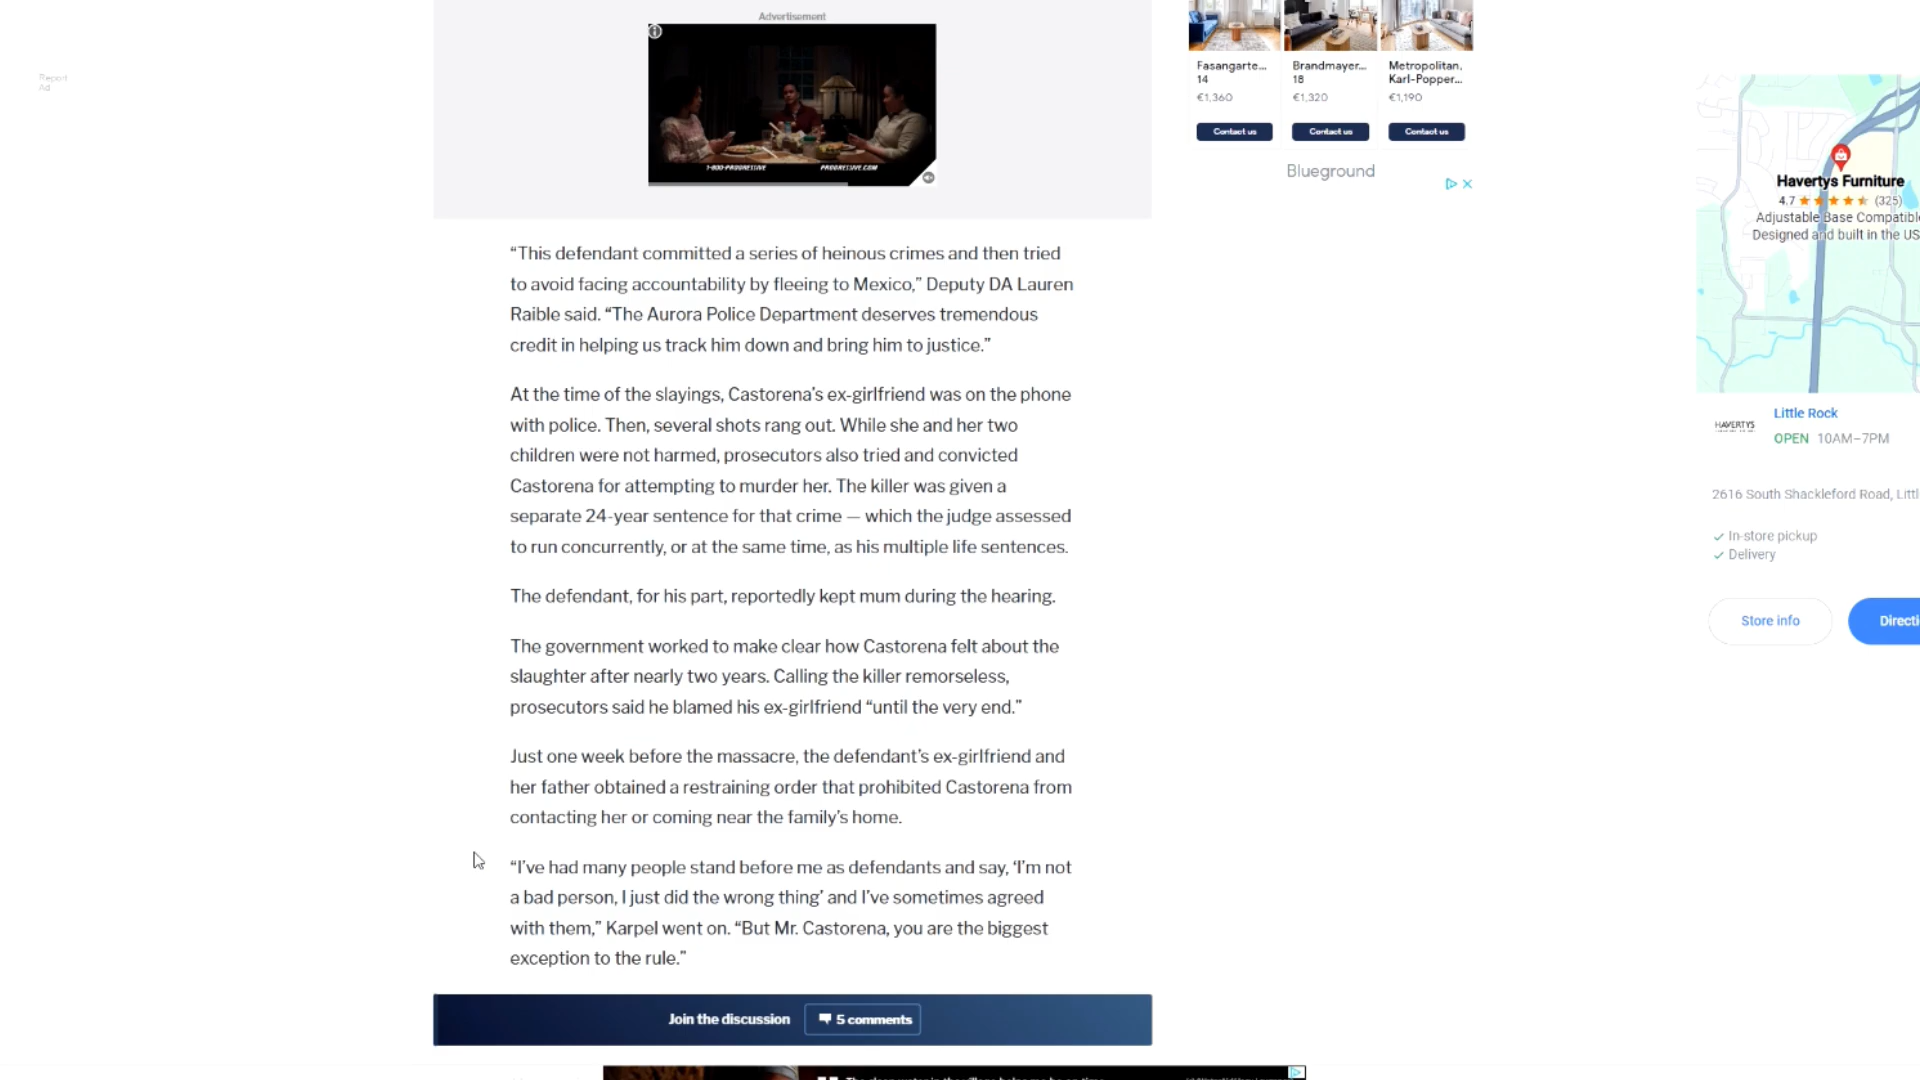 Advertisement
1-800-PROGRESSIVE PROGRESSIVE.COM
Report
Ad
Fasangarte...
14
€1,360
Contact us
Brandmayer...
18
€1,320
Contact us
Metropolitan,
Karl-Popper...
€1,190
Contact us
Blueground
Havertys Furniture
4.7 (325)
Adjustable Base Compatibl
Designed and built in the US
HAVERTYS
Little Rock
OPEN 10AM–7PM
2616 South Shackleford Road, Littl
In-store pickup
Delivery
Store info
Directi
“This defendant committed a series of heinous crimes and then tried
to avoid facing accountability by fleeing to Mexico,” Deputy DA Lauren
Raible said. “The Aurora Police Department deserves tremendous
credit in helping us track him down and bring him to justice.”
At the time of the slayings, Castorena’s ex-girlfriend was on the phone
with police. Then, several shots rang out. While she and her two
children were not harmed, prosecutors also tried and convicted
Castorena for attempting to murder her. The killer was given a
separate 24-year sentence for that crime — which the judge assessed
to run concurrently, or at the same time, as his multiple life sentences.
The defendant, for his part, reportedly kept mum during the hearing.
The government worked to make clear how Castorena felt about the
slaughter after nearly two years. Calling the killer remorseless,
prosecutors said he blamed his ex-girlfriend “until the very end.”
Just one week before the massacre, the defendant’s ex-girlfriend and
her father obtained a restraining order that prohibited Castorena from
contacting her or coming near the family’s home.
“I’ve had many people stand before me as defendants and say, ‘I’m not
a bad person, I just did the wrong thing’ and I’ve sometimes agreed
with them,” Karpel went on. “But Mr. Castorena, you are the biggest
exception to the rule.”
Join the discussion 5 comments